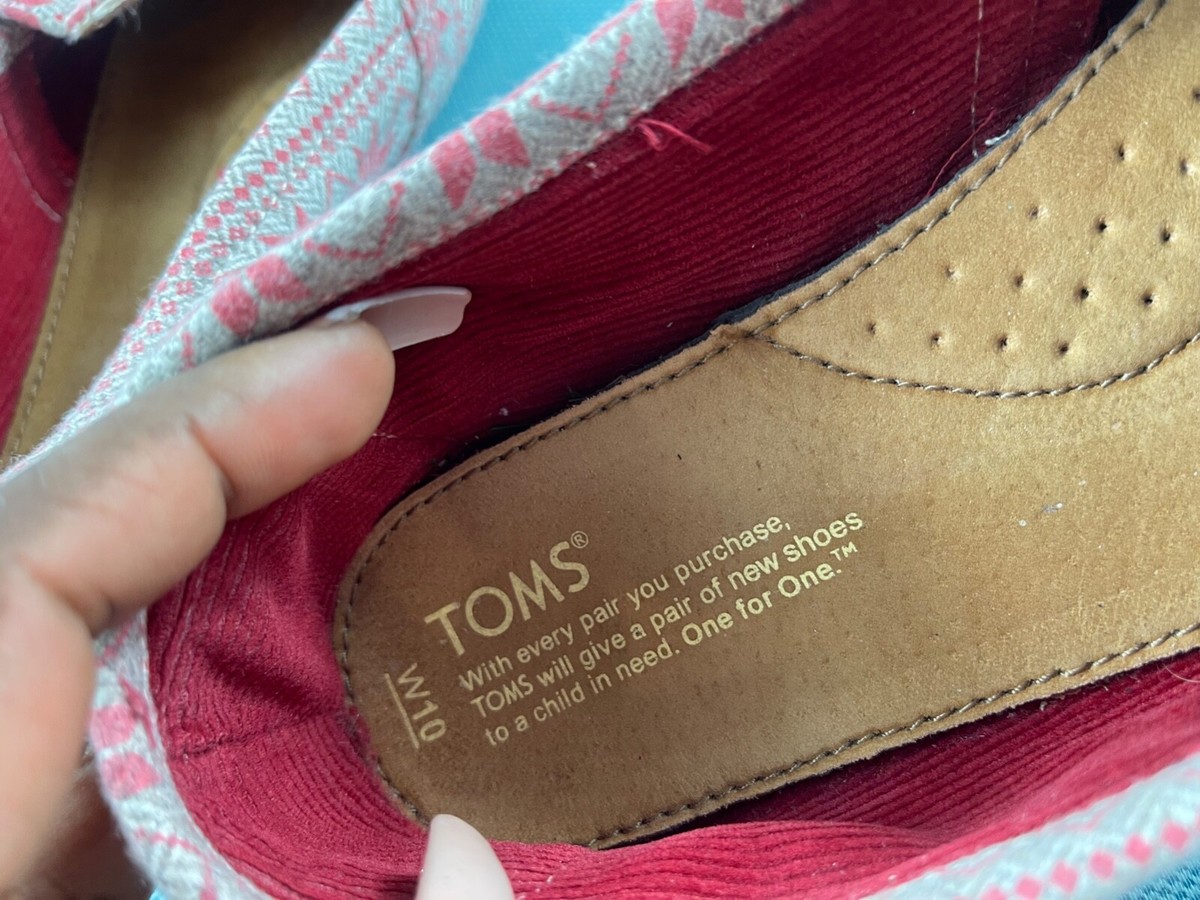 TOMS®
With every pair you purchase,
TOMS will give a pair of new shoes
to a child in need. One for One.™
W10